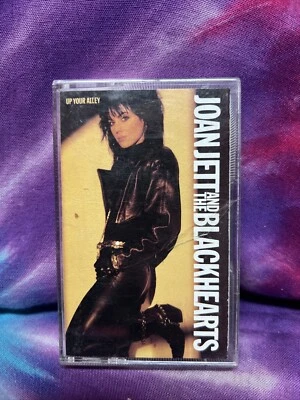 UP YOUR ALLEY
JOAN JETT AND THE BLACKHEARTS